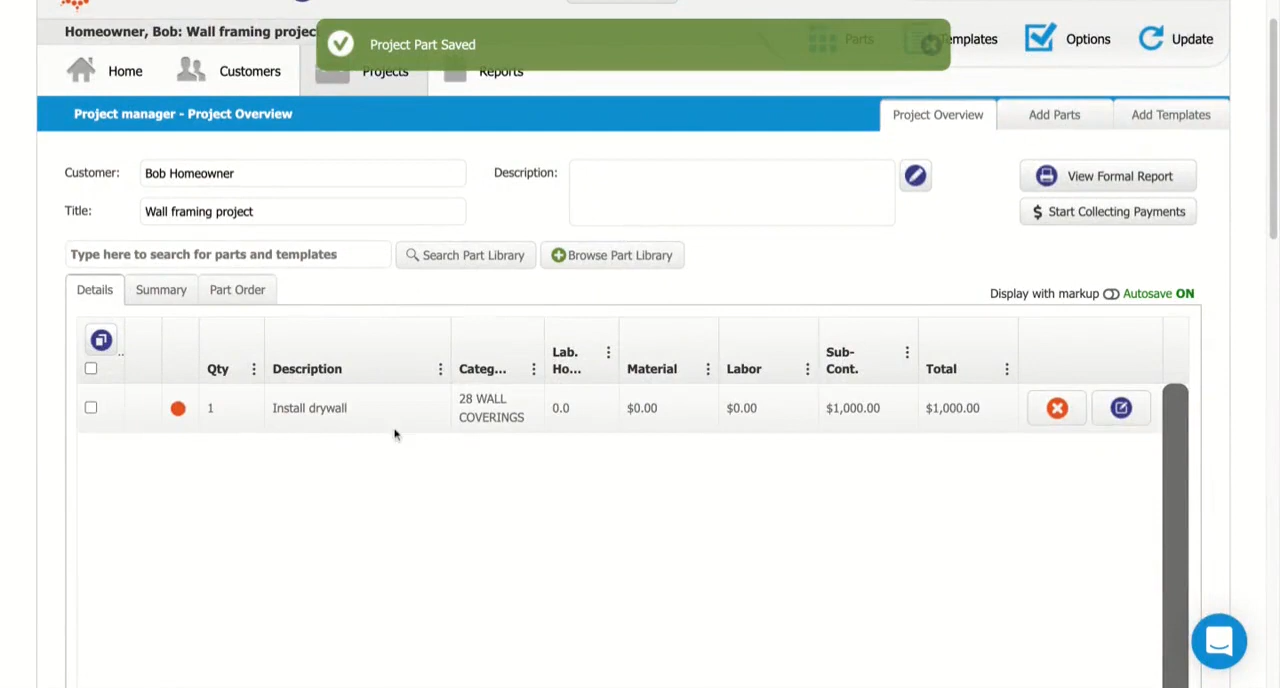 Homeowner, Bob: Wall framing projec
Project Part Saved
Parts
emplates
Options
Update
Home
Customers
Projects
Reports
Project manager - Project Overview
Project Overview
Add Parts
Add Templates
Customer:
Bob Homeowner
Description:
View Formal Report
Title:
Wall framing project
$ Start Collecting Payments
Type here to search for parts and templates
Search Part Library
Browse Part Library
Details
Summary
Part Order
Display with markup
Autosave ON
..
Qty
Description
Categ...
Lab.
Ho...
Material
Labor
Sub-
Cont.
Total
1
Install drywall
28 WALL
COVERINGS
0.0
$0.00
$0.00
$1,000.00
$1,000.00